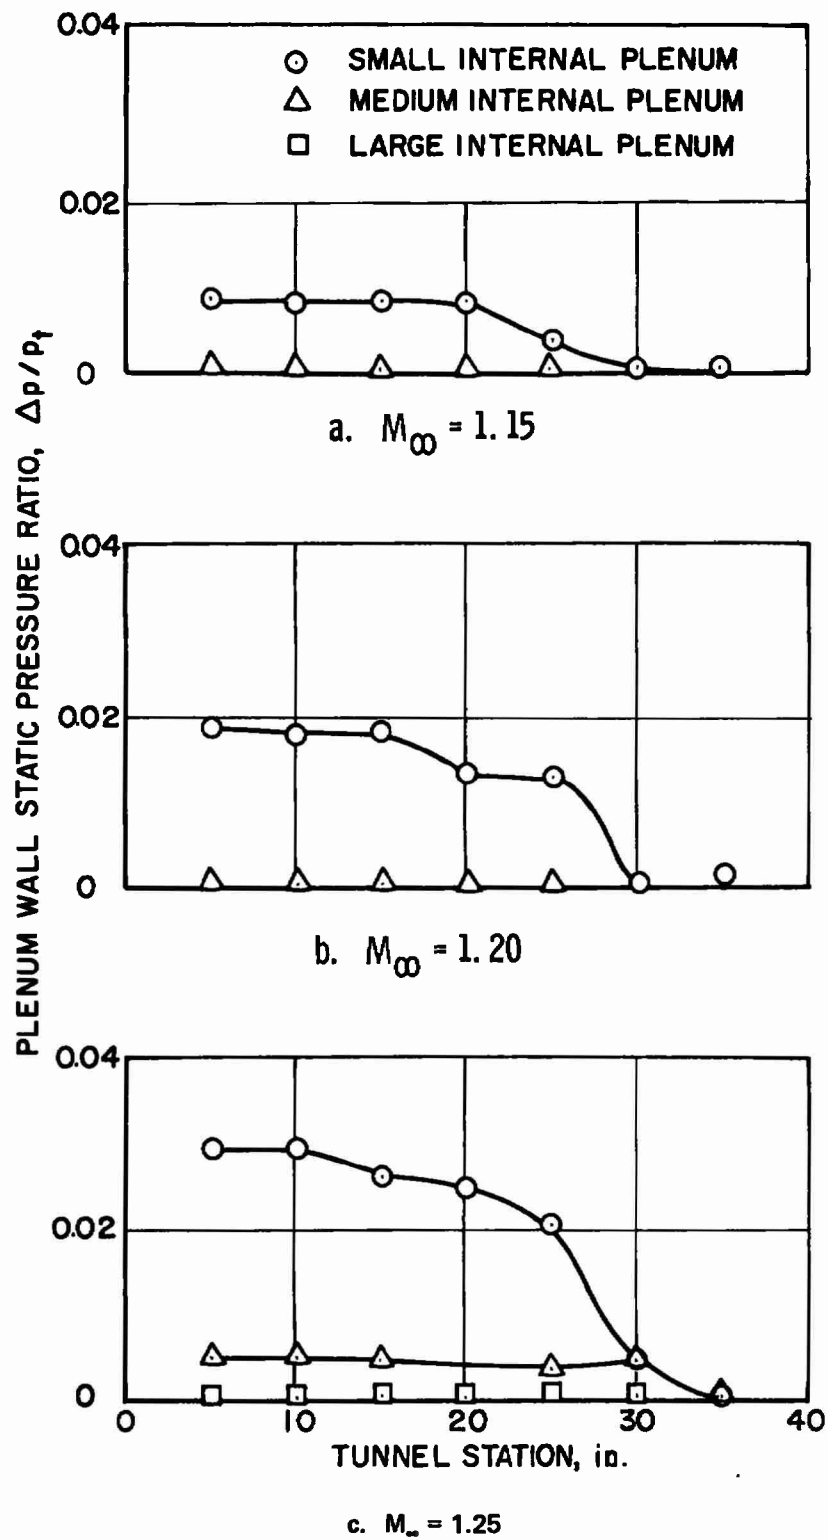 0.04
SMALL INTERNAL PLENUM
MEDIUM INTERNAL PLENUM
LARGE INTERNAL PLENUM
0.02
0
a. M∞ = 1.15
PLENUM WALL STATIC PRESSURE RATIO, Δp/pt
0.04
0.02
0
b. M∞ = 1.20
0.04
0.02
0
0 10 20 30 40
TUNNEL STATION, in.
c. M∞ = 1.25